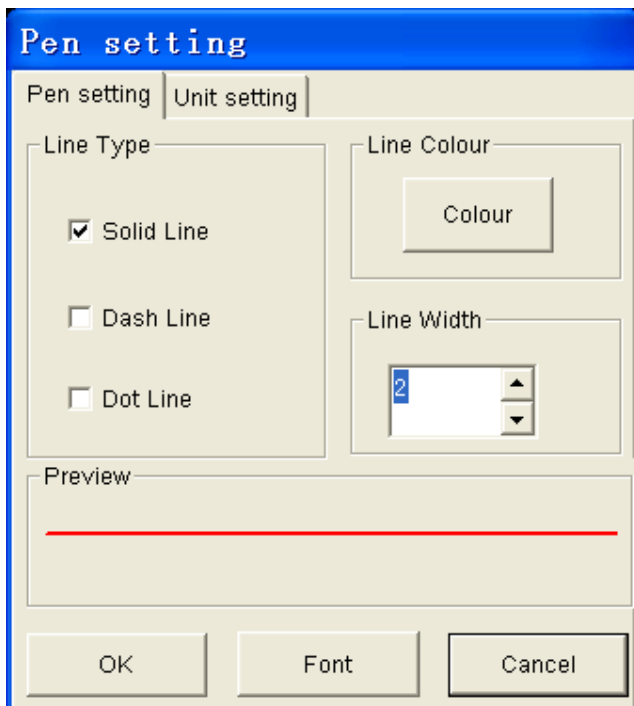 Pen setting
Pen setting Unit setting
Line Type
Solid Line
Dash Line
Dot Line
Line Colour
Colour
Line Width
2
Preview
OK Font Cancel